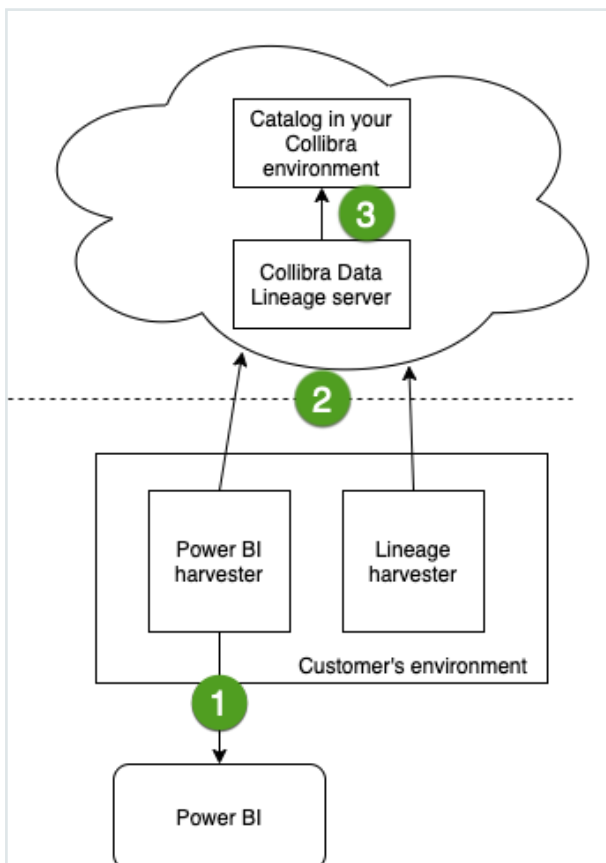 Catalog in your
Collibra
environment
3
Collibra Data
Lineage server
2
Power BI
harvester
Lineage
harvester
Customer's environment
1
Power BI